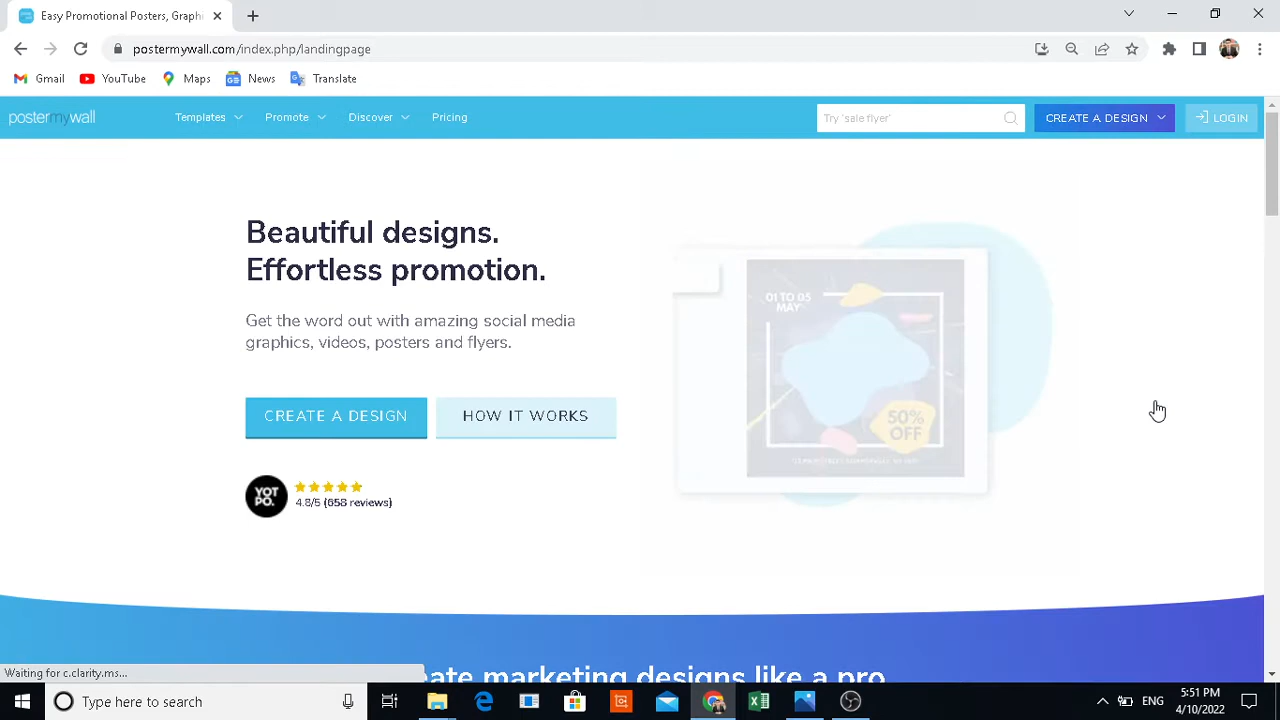 Easy Promotional Posters, Graph
postermywall.com/index.php/landingpage
Gmail
YouTube
Maps
News
Translate
postermywall
Templates
Promote
Discover
Pricing
Try 'sale flyer'
CREATE A DESIGN
LOGIN
Beautiful designs.
Effortless promotion.
Get the word out with amazing social media
graphics, videos, posters and flyers.
CREATE A DESIGN
HOW IT WORKS
YOTPO.
4.8/5 (658 reviews)
01 TO 05
MAY
50%
OFF
eate marketing designs like a pro
Waiting for c.clarity.ms...
Type here to search
ENG
5:51 PM
4/10/2022